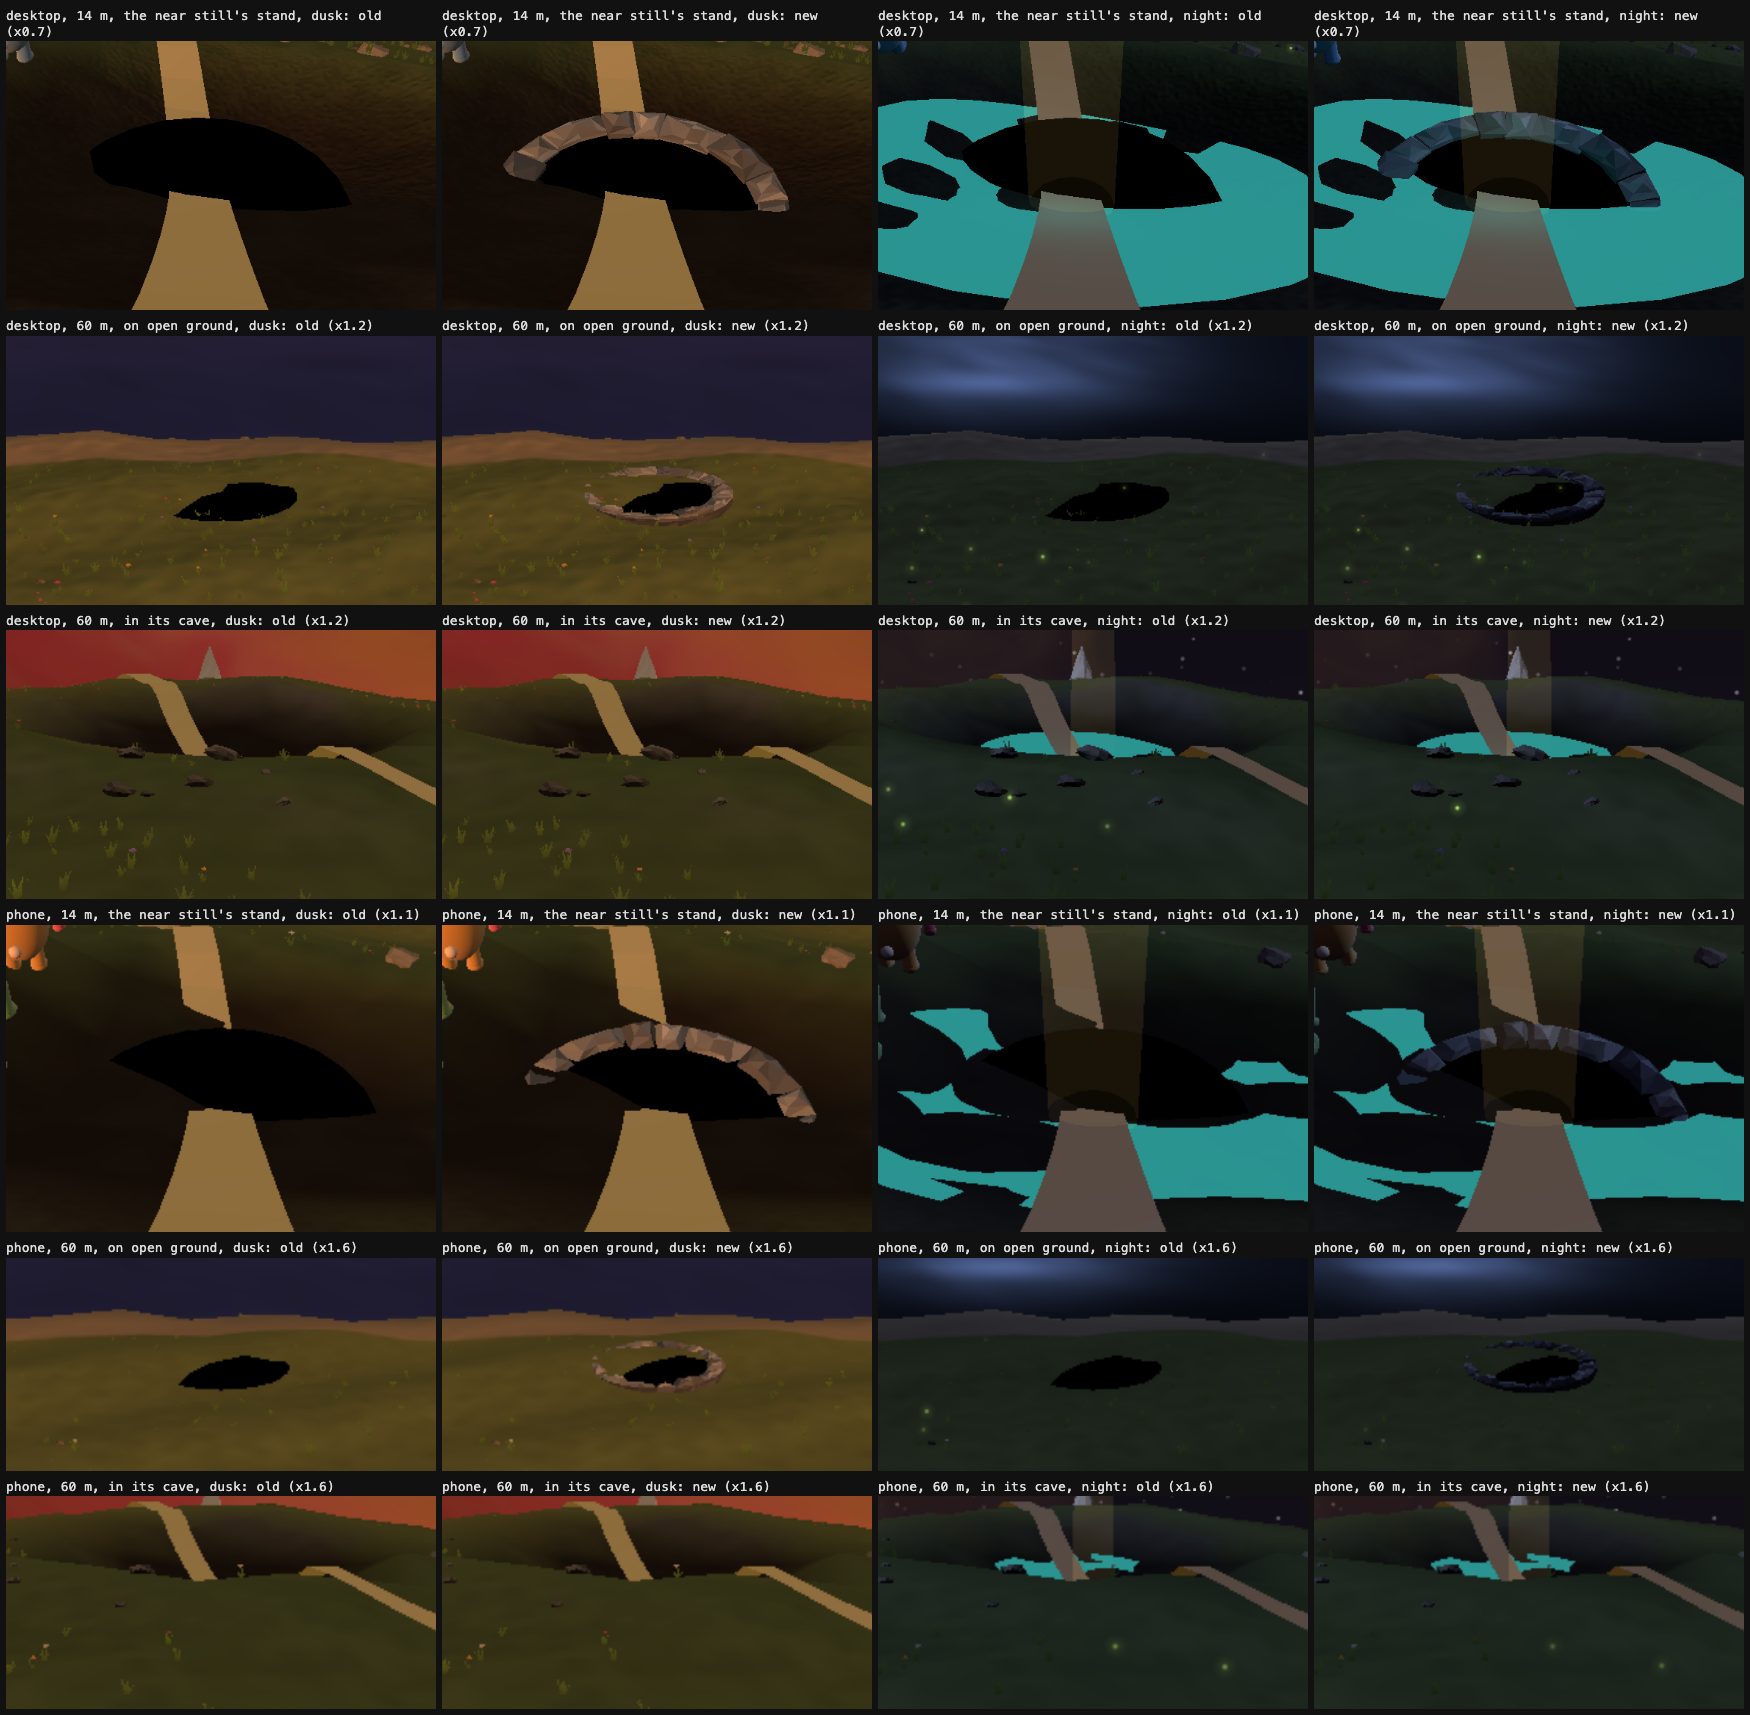 desktop, 14 m, the near still's stand, dusk: old
(x0.7)
desktop, 14 m, the near still's stand, dusk: new
(x0.7)
desktop, 14 m, the near still's stand, night: old
(x0.7)
desktop, 14 m, the near still's stand, night: new
(x0.7)
desktop, 60 m, on open ground, dusk: old (x1.2)
desktop, 60 m, on open ground, dusk: new (x1.2)
desktop, 60 m, on open ground, night: old (x1.2)
desktop, 60 m, on open ground, night: new (x1.2)
desktop, 60 m, in its cave, dusk: old (x1.2)
desktop, 60 m, in its cave, dusk: new (x1.2)
desktop, 60 m, in its cave, night: old (x1.2)
desktop, 60 m, in its cave, night: new (x1.2)
phone, 14 m, the near still's stand, dusk: old (x1.1)
phone, 14 m, the near still's stand, dusk: new (x1.1)
phone, 14 m, the near still's stand, night: old (x1.1)
phone, 14 m, the near still's stand, night: new (x1.1)
phone, 60 m, on open ground, dusk: old (x1.6)
phone, 60 m, on open ground, dusk: new (x1.6)
phone, 60 m, on open ground, night: old (x1.6)
phone, 60 m, on open ground, night: new (x1.6)
phone, 60 m, in its cave, dusk: old (x1.6)
phone, 60 m, in its cave, dusk: new (x1.6)
phone, 60 m, in its cave, night: old (x1.6)
phone, 60 m, in its cave, night: new (x1.6)